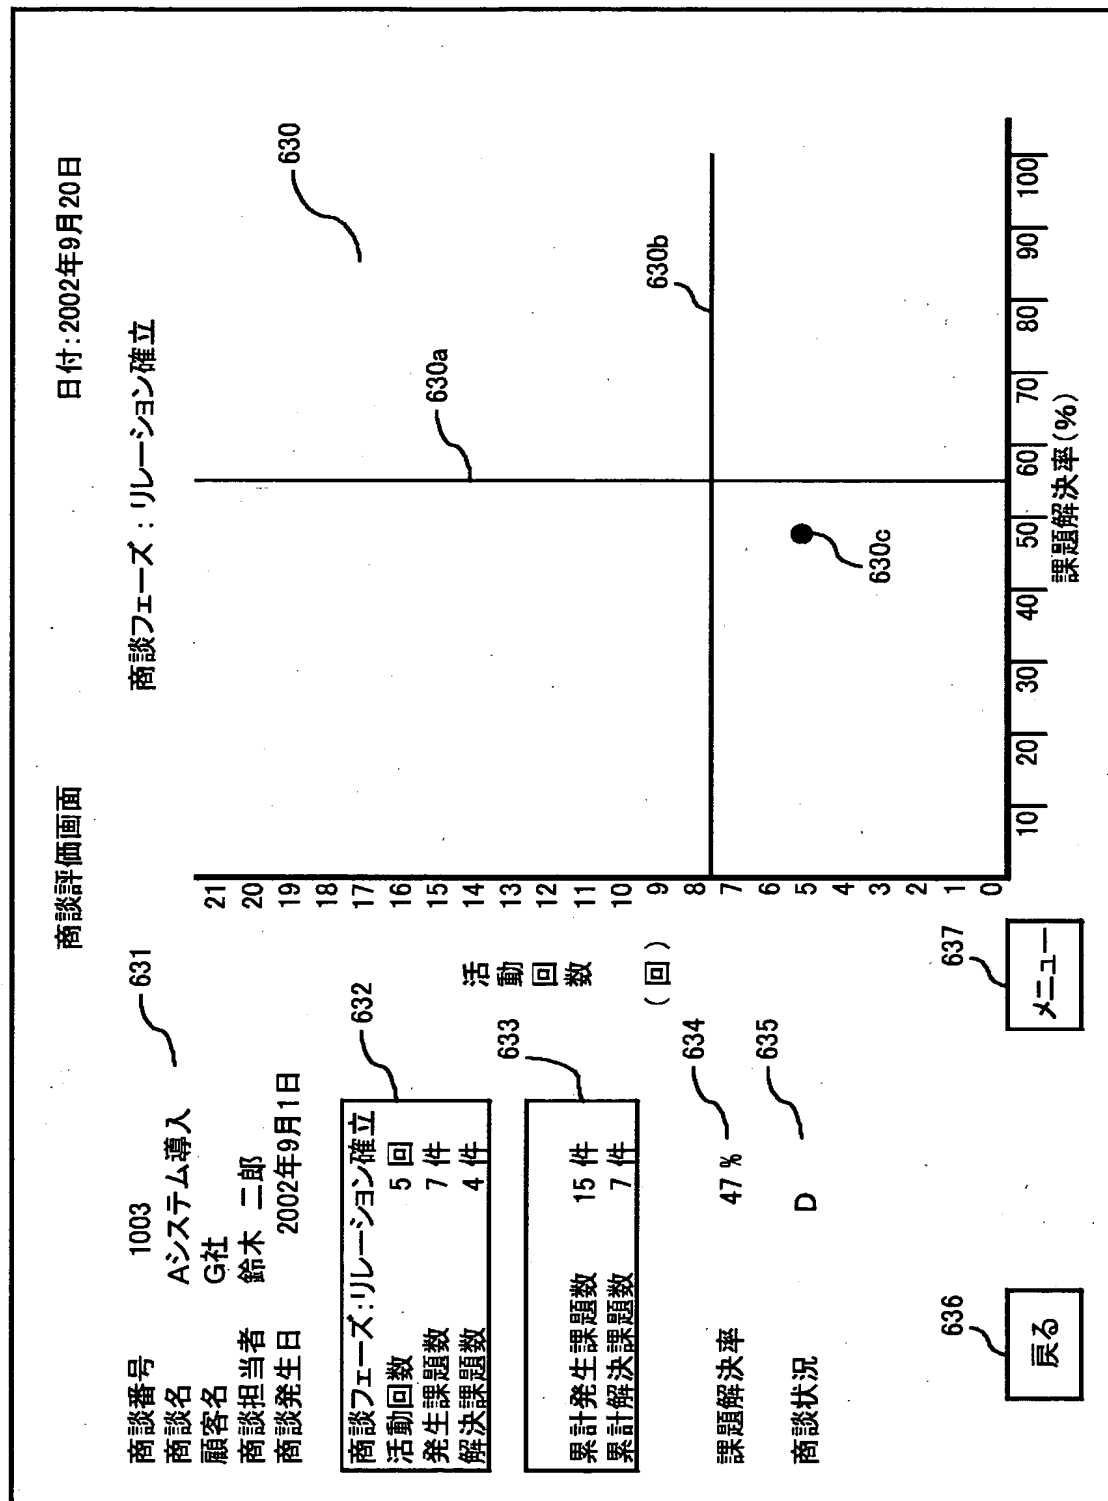 商談評価画面
日付:2002年9月20日
商談番号 1003
商談名 Aシステム導入
顧客名 G社
商談担当者 鈴木 二郎
商談発生日 2002年9月1日
631
商談フェーズ:リレーション確立
活動回数 5 回
発生課題数 7 件
解決課題数 4 件
632
累計発生課題数 15 件
累計解決課題数 7 件
633
課題解決率 47 %
634
商談状況 D
635
戻る
636
メニュー
637
商談フェーズ : リレーション確立
630
630a
630b
630c
活動回数
(回)
21
20
19
18
17
16
15
14
13
12
11
10
9
8
7
6
5
4
3
2
1
0
10 20 30 40 50 60 70 80 90 100
課題解決率(%)